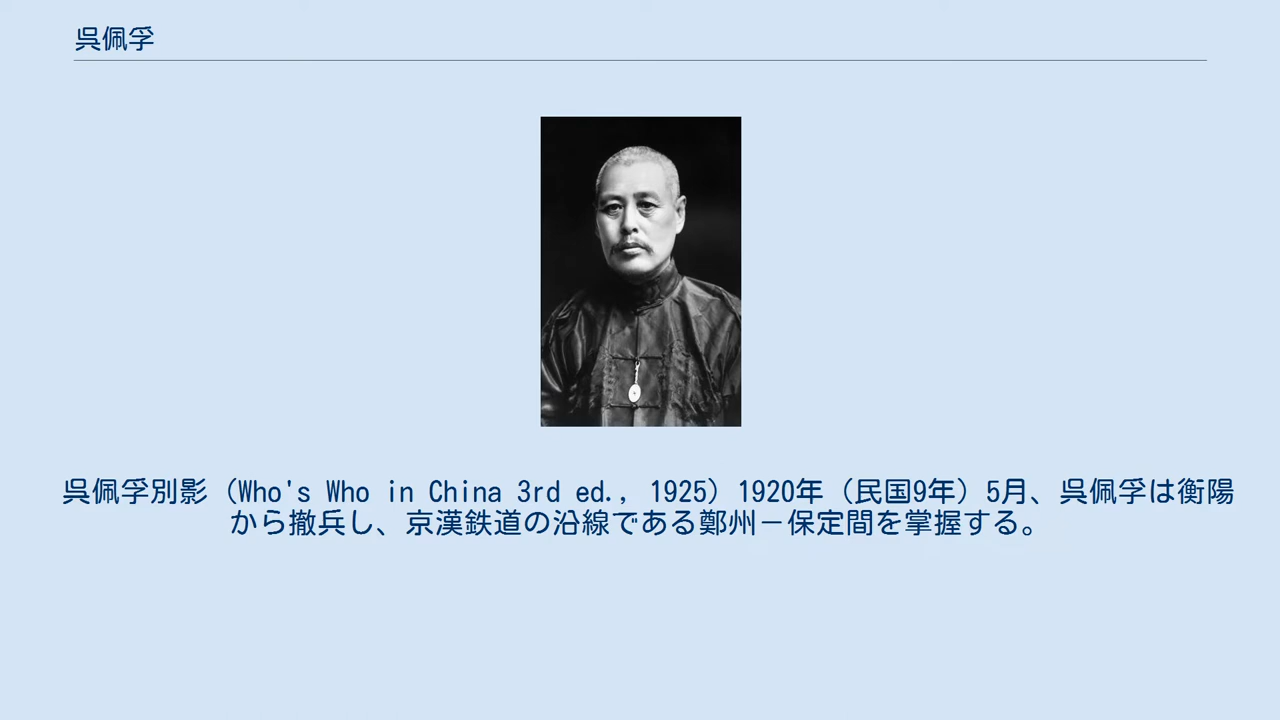 呉佩孚
呉佩孚別影（Who's Who in China 3rd ed., 1925）1920年（民国9年）5月、呉佩孚は衡陽
から撤兵し、京漢鉄道の沿線である鄭州－保定間を掌握する。